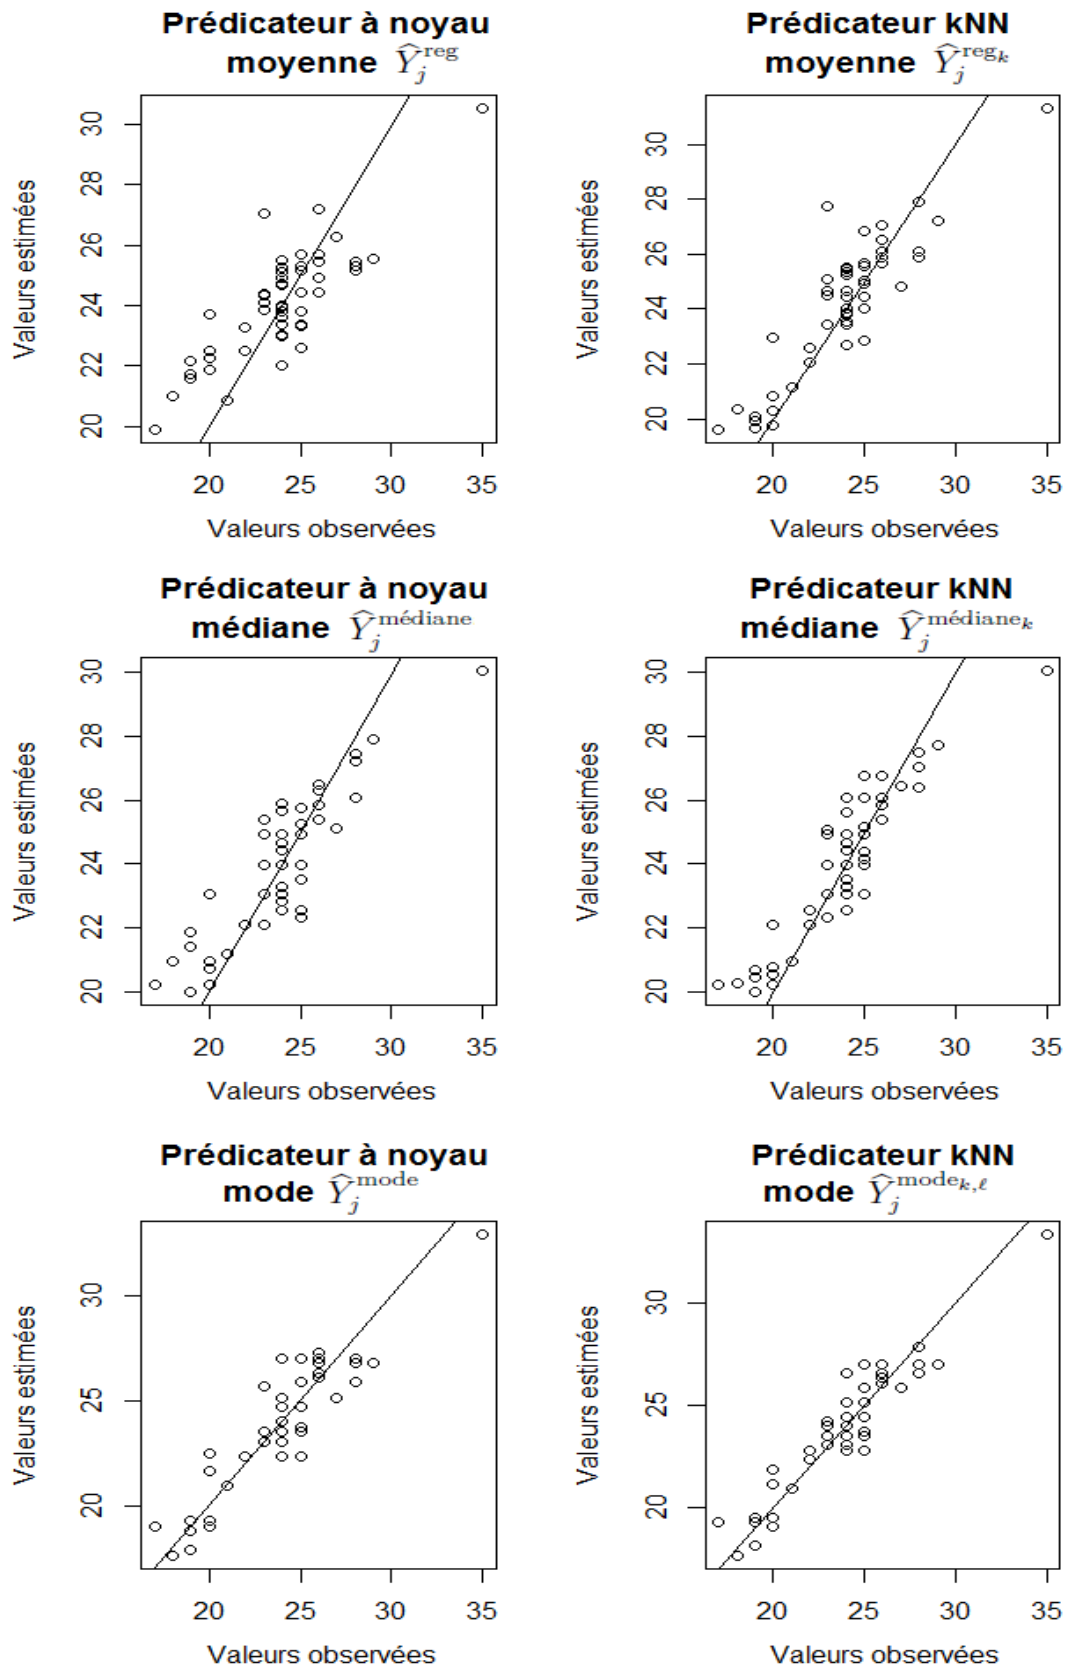 Prédicateur à noyau
moyenne Ŷ_j^reg
Valeurs estimées
30
28
26
24
22
20
20 25 30 35
Valeurs observées
Prédicateur kNN
moyenne Ŷ_j^reg_k
Valeurs estimées
30
28
26
24
22
20
20 25 30 35
Valeurs observées
Prédicateur à noyau
médiane Ŷ_j^médiane
Valeurs estimées
30
28
26
24
22
20
20 25 30 35
Valeurs observées
Prédicateur kNN
médiane Ŷ_j^médiane_k
Valeurs estimées
30
28
26
24
22
20
20 25 30 35
Valeurs observées
Prédicateur à noyau
mode Ŷ_j^mode
Valeurs estimées
30
25
20
20 25 30 35
Valeurs observées
Prédicateur kNN
mode Ŷ_j^mode_k,ℓ
Valeurs estimées
30
25
20
20 25 30 35
Valeurs observées